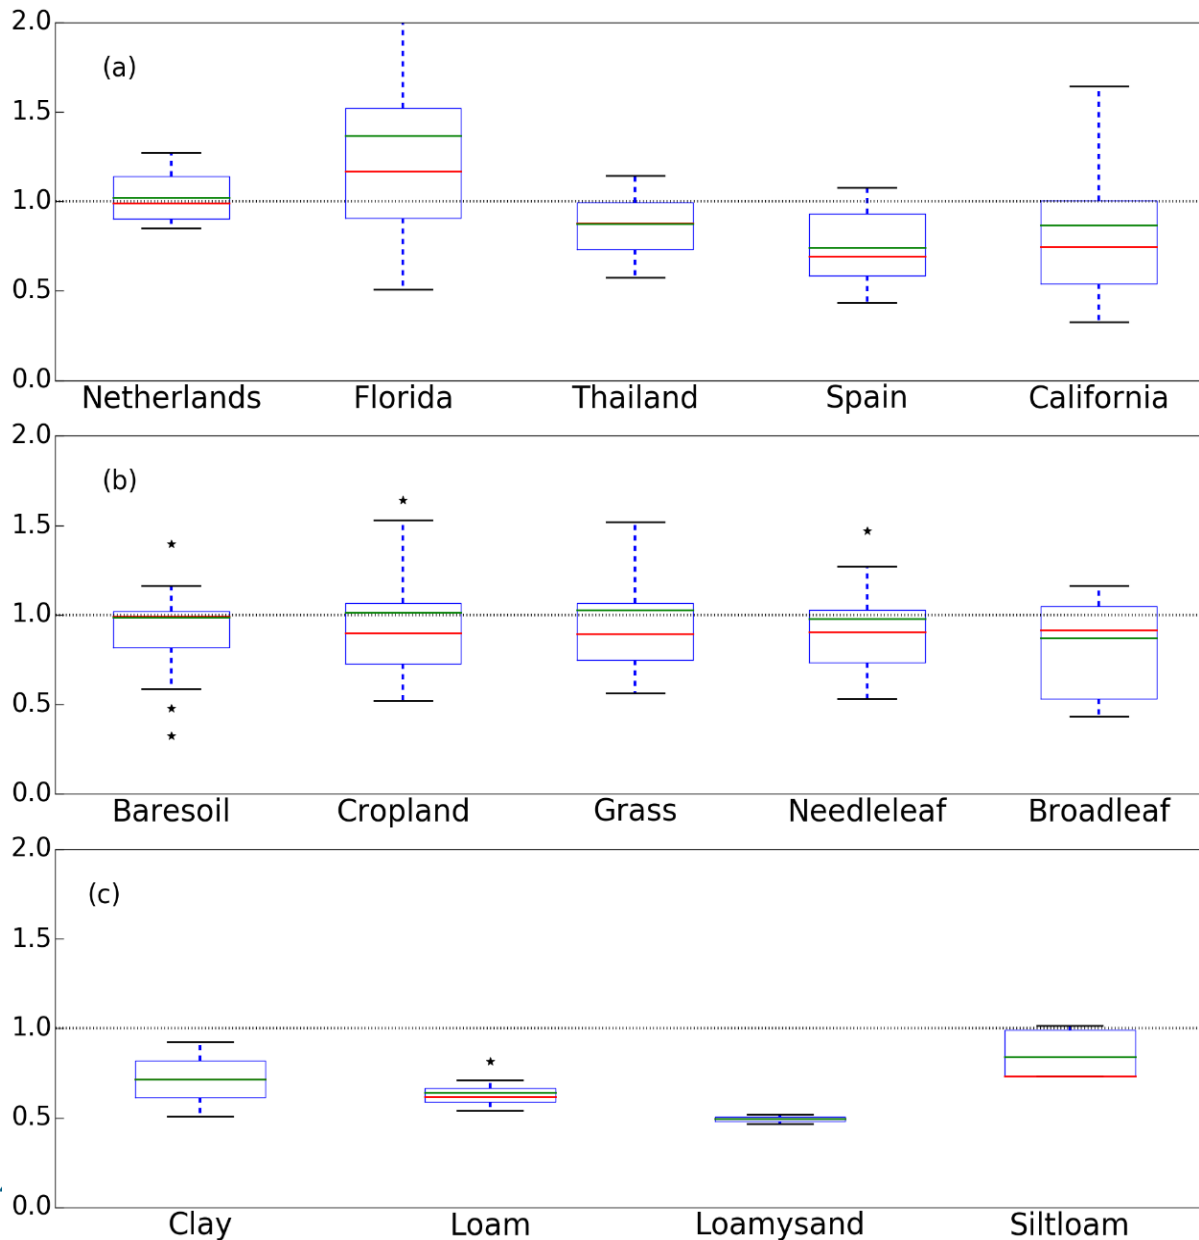 2.0
(a)
1.5
1.0
0.5
0.0
Netherlands Florida Thailand Spain California
2.0
(b)
1.5
1.0
0.5
0.0
Baresoil Cropland Grass Needleleaf Broadleaf
2.0
(c)
1.5
1.0
0.5
0.0
Clay Loam Loamysand Siltloam